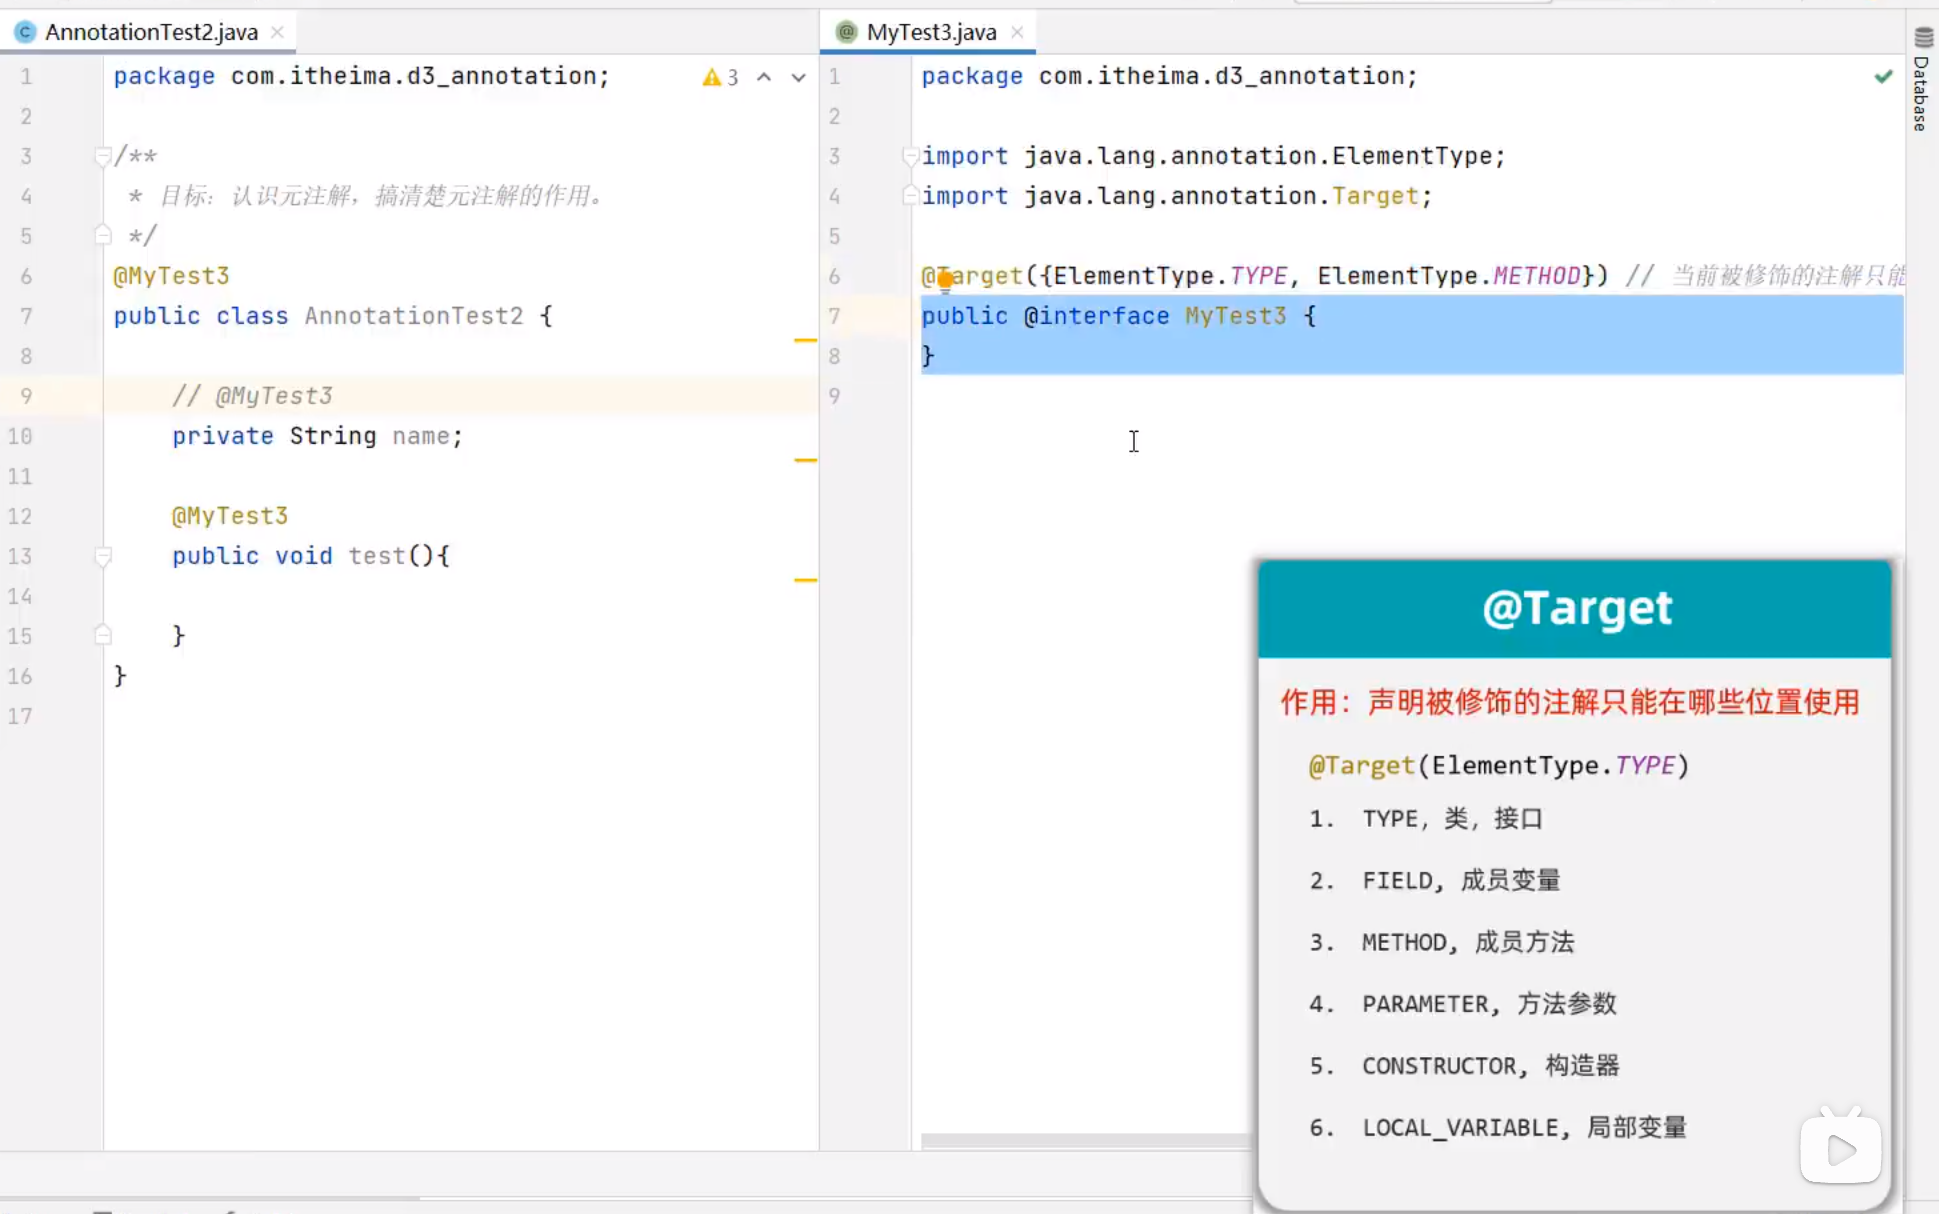 AnnotationTest2.java
1 package com.itheima.d3_annotation;
3
2
3 /**
4 * 目标：认识元注解，搞清楚元注解的作用。
5 */
6 @MyTest3
7 public class AnnotationTest2 {
8
9 // @MyTest3
10 private String name;
11
12 @MyTest3
13 public void test(){
14
15 }
16 }
17
MyTest3.java
1 package com.itheima.d3_annotation;
2
3 import java.lang.annotation.ElementType;
4 import java.lang.annotation.Target;
5
6 @Target({ElementType.TYPE, ElementType.METHOD}) // 当前被修饰的注解只能
7 public @interface MyTest3 {
8 }
9
Database
@Target
作用：声明被修饰的注解只能在哪些位置使用
@Target(ElementType.TYPE)
1. TYPE，类，接口
2. FIELD, 成员变量
3. METHOD, 成员方法
4. PARAMETER, 方法参数
5. CONSTRUCTOR, 构造器
6. LOCAL_VARIABLE, 局部变量